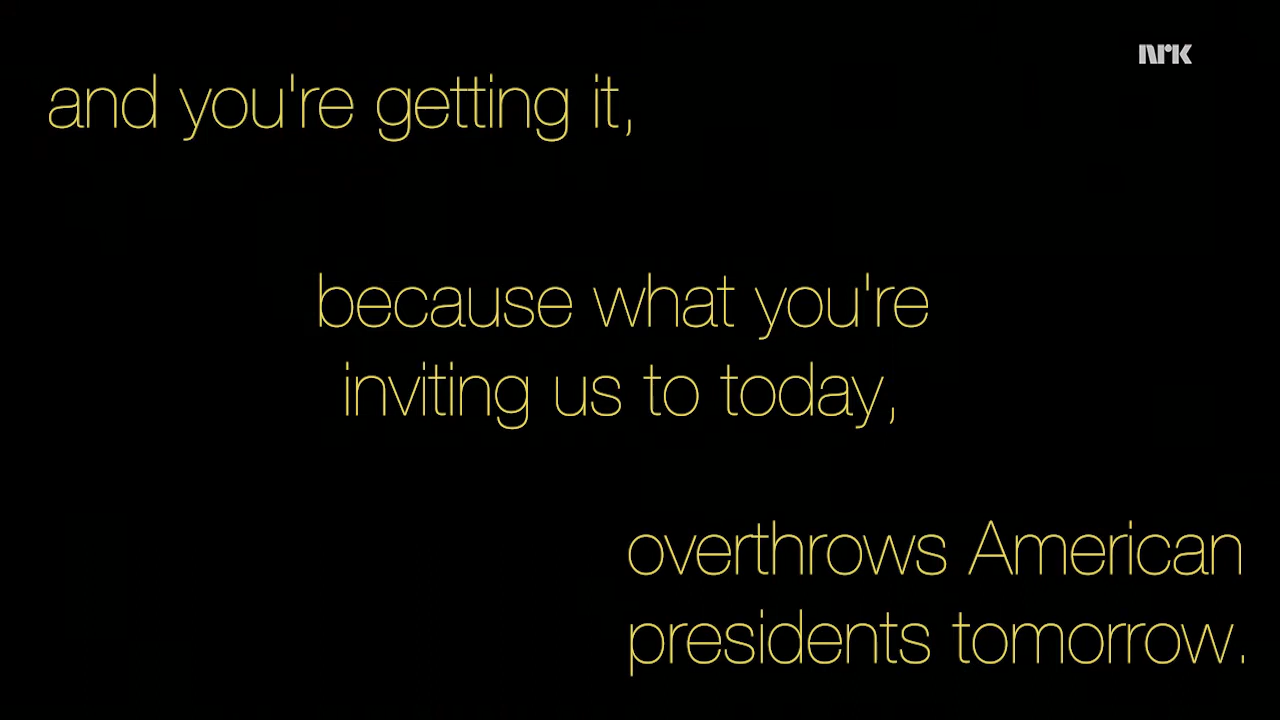 nrk
and you're getting it,
because what you're
inviting us to today,
overthrows American
presidents tomorrow.